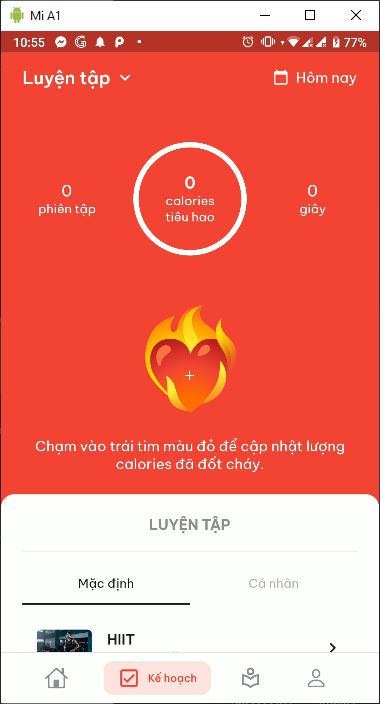 Mi A1
10:55
77%
Luyện tập
Hôm nay
0
phiên tập
0
calories
tiêu hao
0
giây
Chạm vào trái tim màu đỏ để cập nhật lượng
calories đã đốt cháy.
LUYỆN TẬP
Mặc định
Cá nhân
HIIT
Kế hoạch